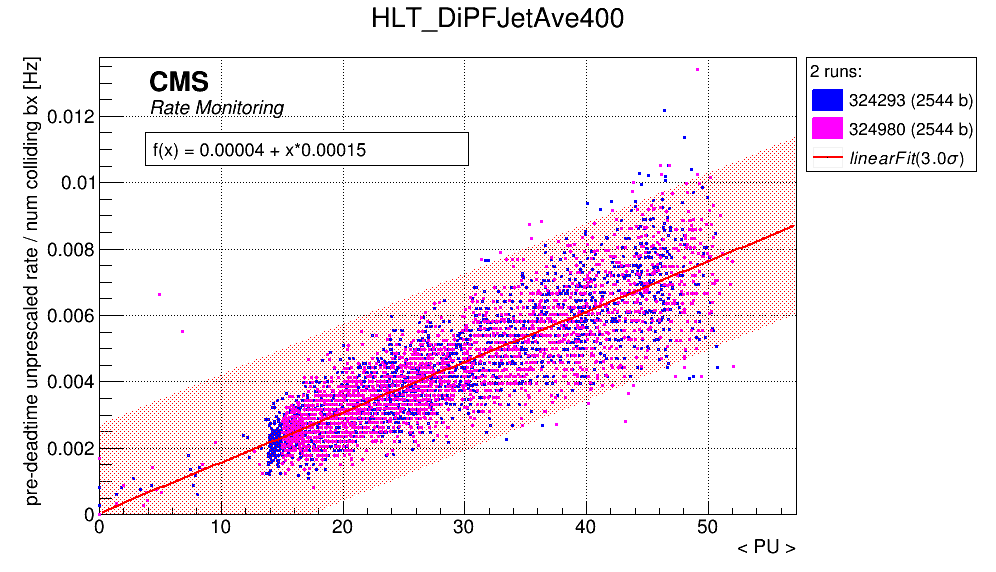 HLT_DiPFJetAve400
pre-deadtime unprescaled rate / num colliding bx [Hz]
CMS
Rate Monitoring
f(x) = 0.00004 + x*0.00015
0.012
0.01
0.008
0.006
0.004
0.002
0
0 10 20 30 40 50
< PU >
2 runs:
324293 (2544 b)
324980 (2544 b)
linearFit(3.0σ)